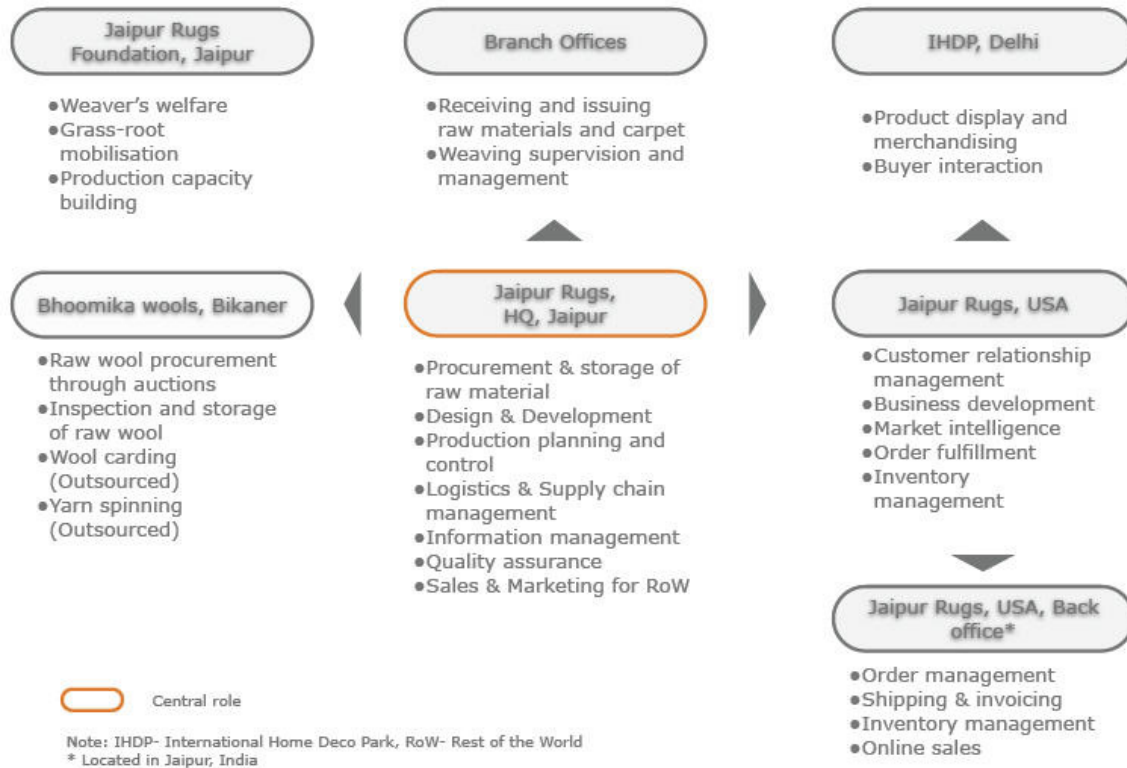 Jaipur Rugs
Foundation, Jaipur
●Weaver's welfare
●Grass-root
mobilisation
●Production capacity
building
Branch Offices
●Receiving and issuing
raw materials and carpet
●Weaving supervision and
management
IHDP, Delhi
●Product display and
merchandising
●Buyer interaction
Bhoomika wools, Bikaner
●Raw wool procurement
through auctions
●Inspection and storage
of raw wool
●Wool carding
(Outsourced)
●Yarn spinning
(Outsourced)
Jaipur Rugs,
HQ, Jaipur
●Procurement & storage of
raw material
●Design & Development
●Production planning and
control
●Logistics & Supply chain
management
●Information management
●Quality assurance
●Sales & Marketing for RoW
Jaipur Rugs, USA
●Customer relationship
management
●Business development
●Market intelligence
●Order fulfillment
●Inventory
management
Jaipur Rugs, USA, Back
office*
●Order management
●Shipping & invoicing
●Inventory management
●Online sales
Central role
Note: IHDP- International Home Deco Park, RoW- Rest of the World
* Located in Jaipur, India